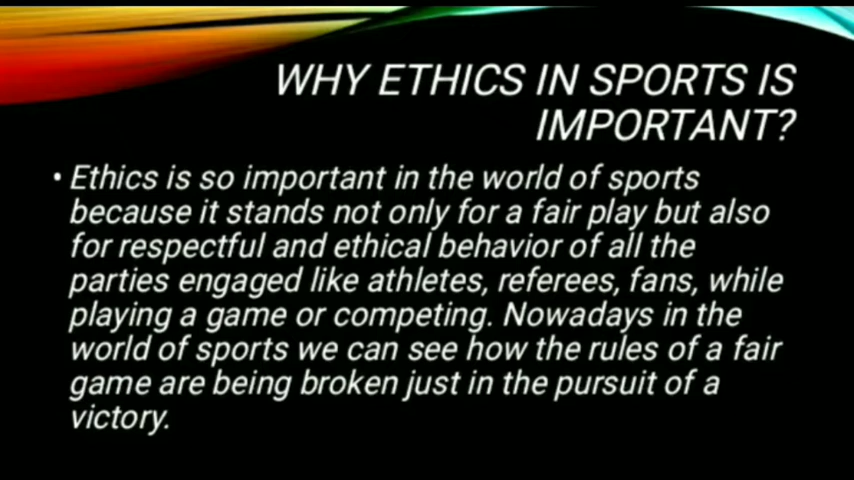 WHY ETHICS IN SPORTS IS
IMPORTANT?
• Ethics is so important in the world of sports
because it stands not only for a fair play but also
for respectful and ethical behavior of all the
parties engaged like athletes, referees, fans, while
playing a game or competing. Nowadays in the
world of sports we can see how the rules of a fair
game are being broken just in the pursuit of a
victory.